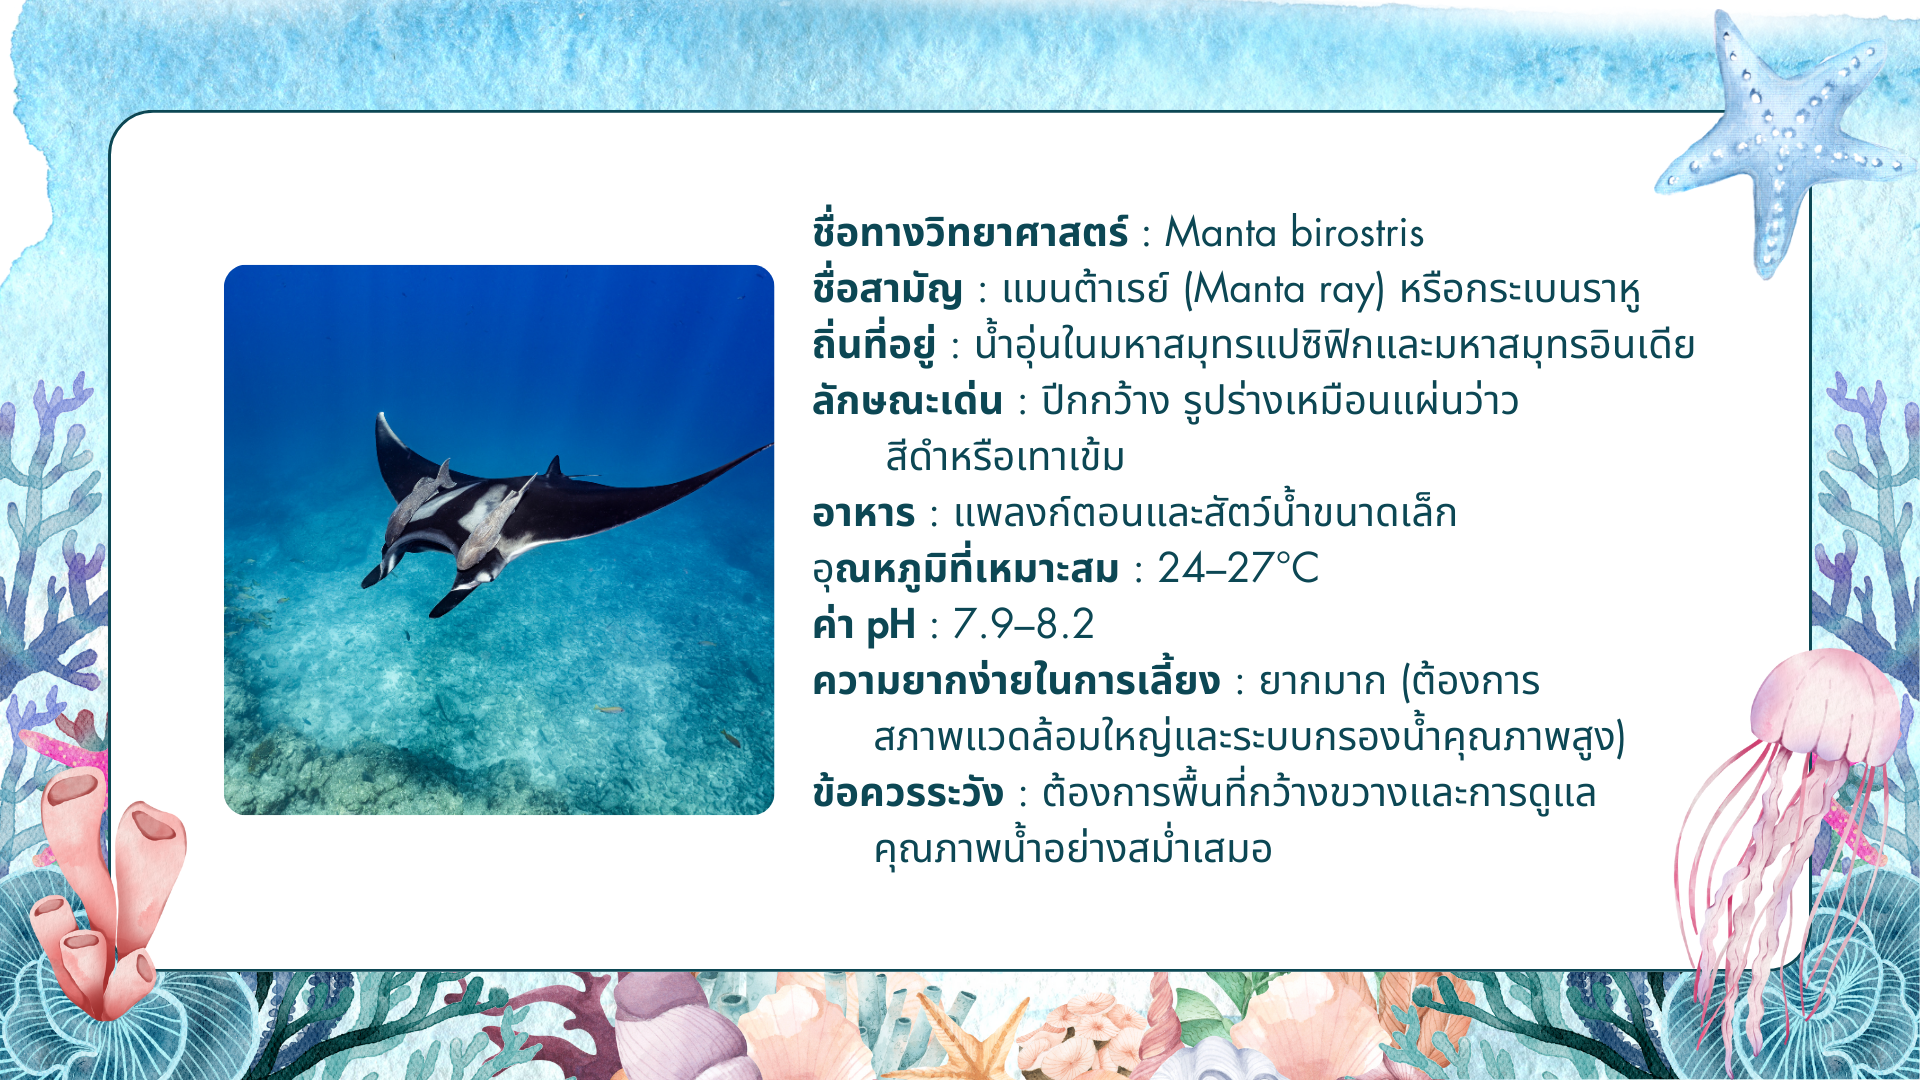 ชื่อทางวิทยาศาสตร์ : Manta birostris
ชื่อสามัญ : แมนต้าเรย์ (Manta ray) หรือกระเบนราหู
ถิ่นที่อยู่ : น้ำอุ่นในมหาสมุทรแปซิฟิกและมหาสมุทรอินเดีย
ลักษณะเด่น : ปีกกว้าง รูปร่างเหมือนแผ่นว่าว
สีดำหรือเทาเข้ม
อาหาร : แพลงก์ตอนและสัตว์น้ำขนาดเล็ก
อุณหภูมิที่เหมาะสม : 24–27°C
ค่า pH : 7.9–8.2
ความยากง่ายในการเลี้ยง : ยากมาก (ต้องการ
สภาพแวดล้อมใหญ่และระบบกรองน้ำคุณภาพสูง)
ข้อควรระวัง : ต้องการพื้นที่กว้างขวางและการดูแล
คุณภาพน้ำอย่างสม่ำเสมอ